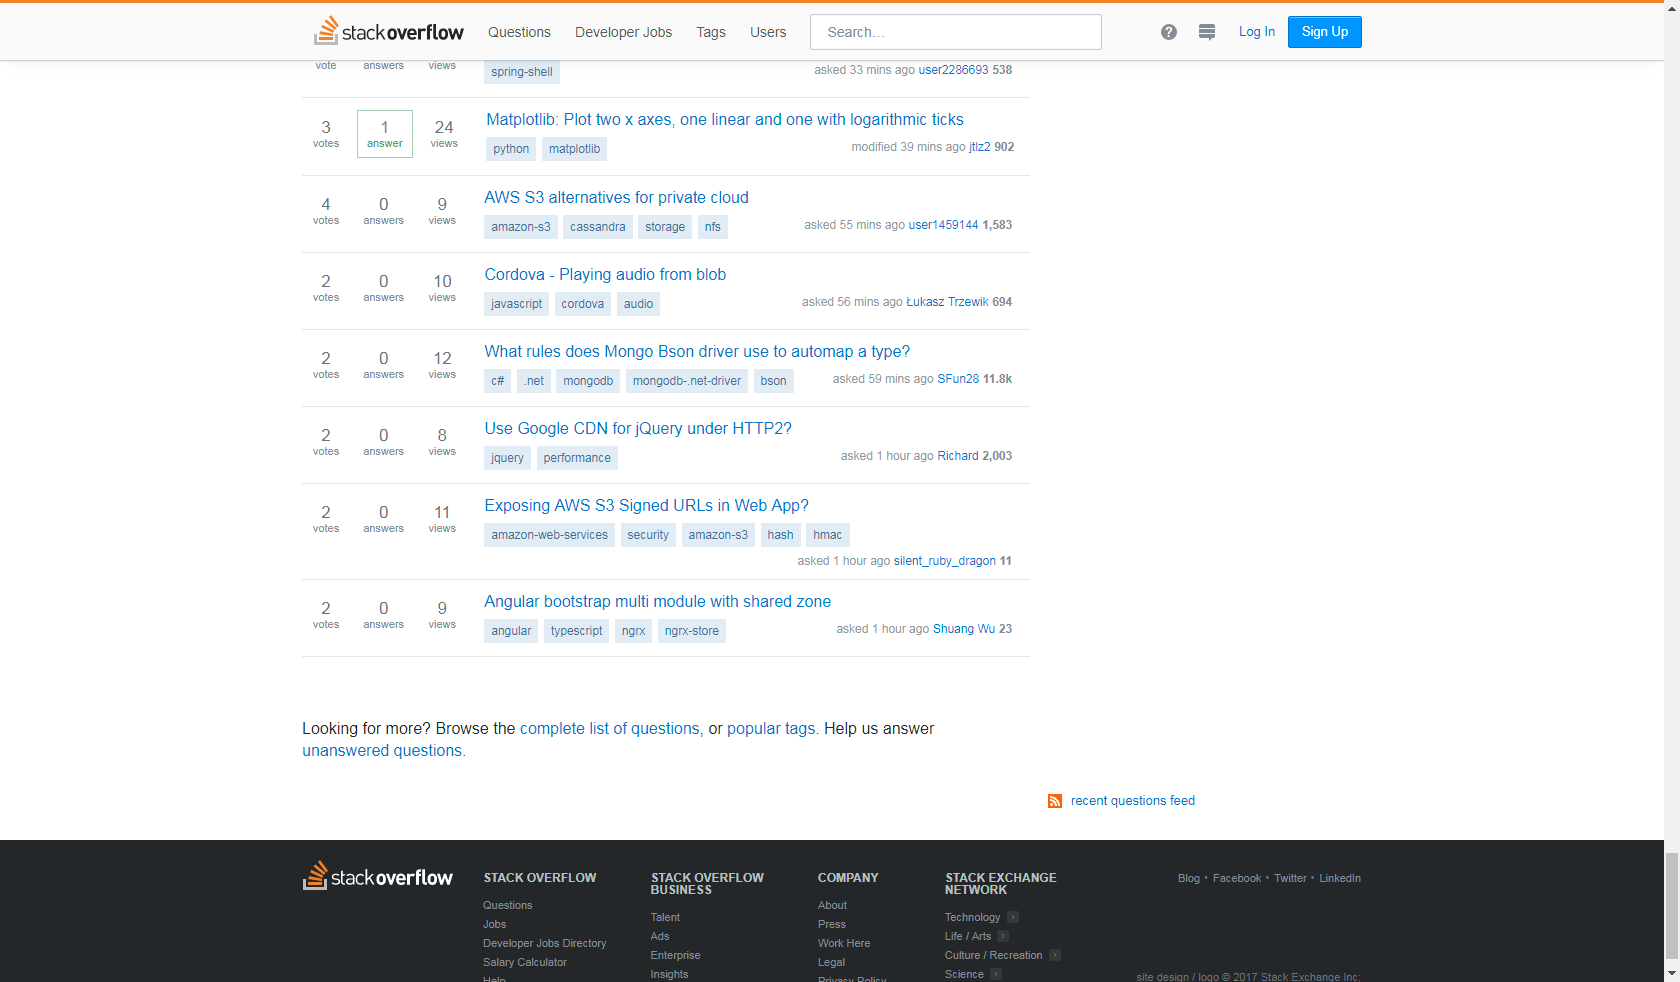 stackoverflow Questions Developer Jobs Tags Users Search... ? Log In Sign Up
vote answers views spring-shell asked 33 mins ago user2286693 538
3 votes 1 answer 24 views
Matplotlib: Plot two x axes, one linear and one with logarithmic ticks
python matplotlib modified 39 mins ago jtlz2 902
4 votes 0 answers 9 views
AWS S3 alternatives for private cloud
amazon-s3 cassandra storage nfs asked 55 mins ago user1459144 1,583
2 votes 0 answers 10 views
Cordova - Playing audio from blob
javascript cordova audio asked 56 mins ago Łukasz Trzewik 694
2 votes 0 answers 12 views
What rules does Mongo Bson driver use to automap a type?
c# .net mongodb mongodb-.net-driver bson asked 59 mins ago SFun28 11.8k
2 votes 0 answers 8 views
Use Google CDN for jQuery under HTTP2?
jquery performance asked 1 hour ago Richard 2,003
2 votes 0 answers 11 views
Exposing AWS S3 Signed URLs in Web App?
amazon-web-services security amazon-s3 hash hmac
asked 1 hour ago silent_ruby_dragon 11
2 votes 0 answers 9 views
Angular bootstrap multi module with shared zone
angular typescript ngrx ngrx-store asked 1 hour ago Shuang Wu 23
Looking for more? Browse the complete list of questions, or popular tags. Help us answer
unanswered questions.
recent questions feed
stackoverflow
STACK OVERFLOW
Questions
Jobs
Developer Jobs Directory
Salary Calculator
Help
STACK OVERFLOW
BUSINESS
Talent
Ads
Enterprise
Insights
COMPANY
About
Press
Work Here
Legal
Privacy Policy
STACK EXCHANGE
NETWORK
Technology
Life / Arts
Culture / Recreation
Science
Blog • Facebook • Twitter • LinkedIn
site design / logo © 2017 Stack Exchange Inc;